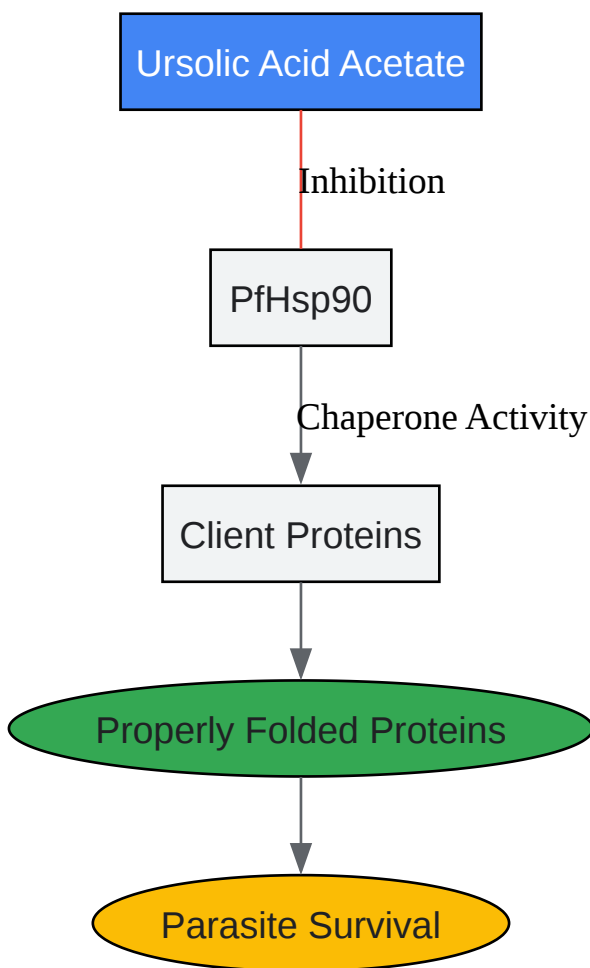 Ursolic Acid Acetate
Inhibition
PfHsp90
Chaperone Activity
Client Proteins
Properly Folded Proteins
Parasite Survival